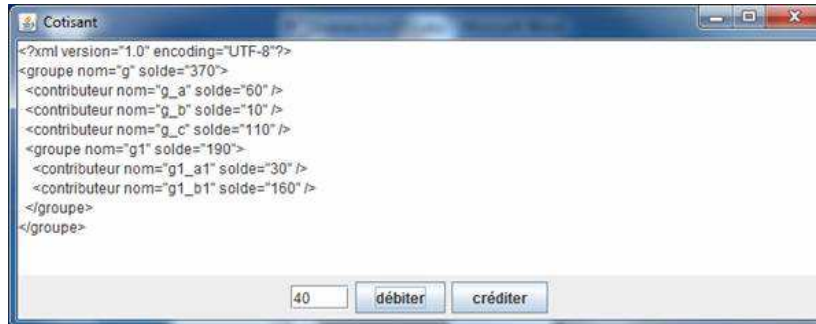 Cotisant
<?xml version="1.0" encoding="UTF-8"?>
<groupe nom="g" solde="370">
<contributeur nom="g_a" solde="60" />
<contributeur nom="g_b" solde="10" />
<contributeur nom="g_c" solde="110" />
<groupe nom="g1" solde="190">
<contributeur nom="g1_a1" solde="30" />
<contributeur nom="g1_b1" solde="160" />
</groupe>
</groupe>
40 débiter créditer